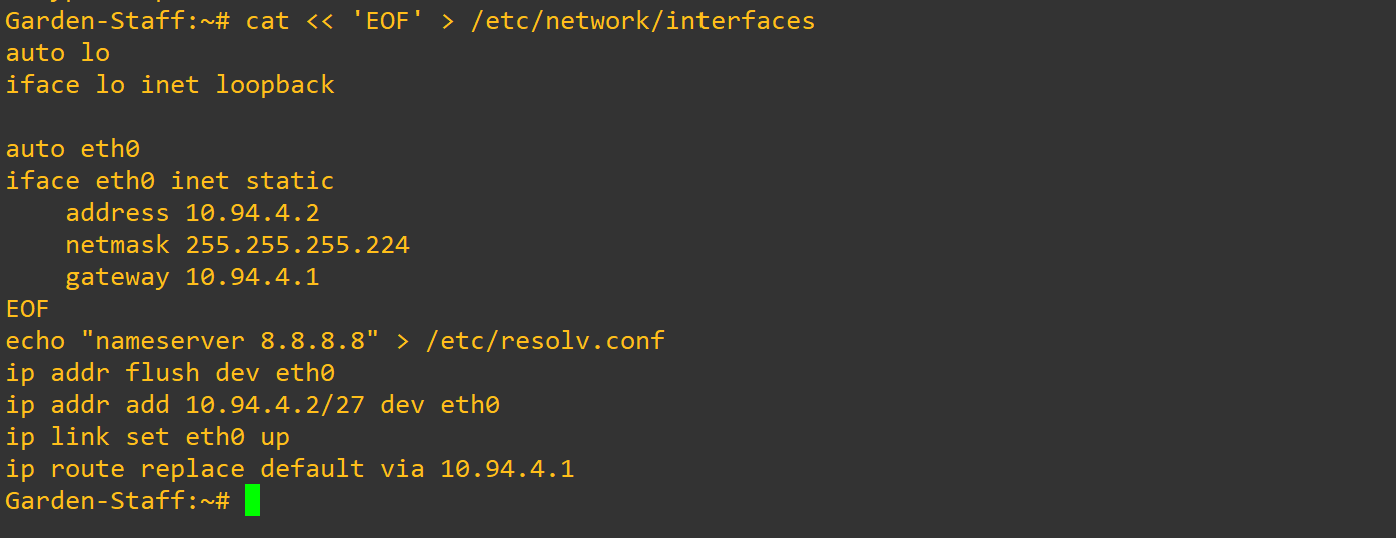 Garden-Staff:~# cat << 'EOF' > /etc/network/interfaces
auto lo
iface lo inet loopback

auto eth0
iface eth0 inet static
    address 10.94.4.2
    netmask 255.255.255.224
    gateway 10.94.4.1
EOF
echo "nameserver 8.8.8.8" > /etc/resolv.conf
ip addr flush dev eth0
ip addr add 10.94.4.2/27 dev eth0
ip link set eth0 up
ip route replace default via 10.94.4.1
Garden-Staff:~#